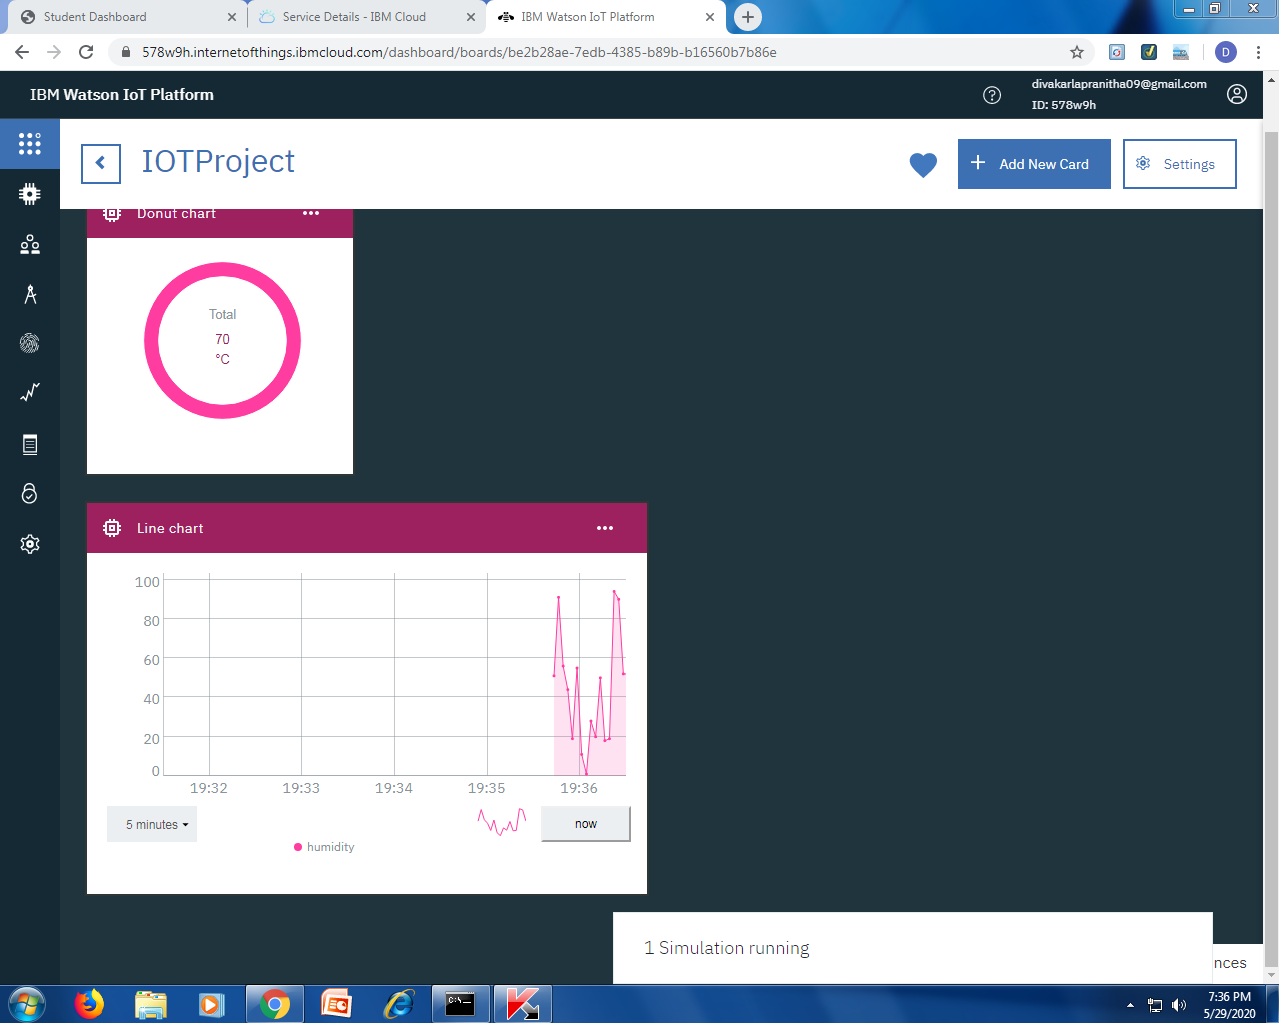 Student Dashboard
Service Details - IBM Cloud
IBM Watson IoT Platform
578w9h.internetofthings.ibmcloud.com/dashboard/boards/be2b28ae-7edb-4385-b89b-b16560b7b86e
D
IBM Watson IoT Platform
divakarlapranitha09@gmail.com
ID: 578w9h
IOTProject
Add New Card
Settings
Donut chart
Total
70
°C
Line chart
100
80
60
40
20
0
19:32 19:33 19:34 19:35 19:36
5 minutes
now
humidity
1 Simulation running
nces
C:\
7:36 PM
5/29/2020